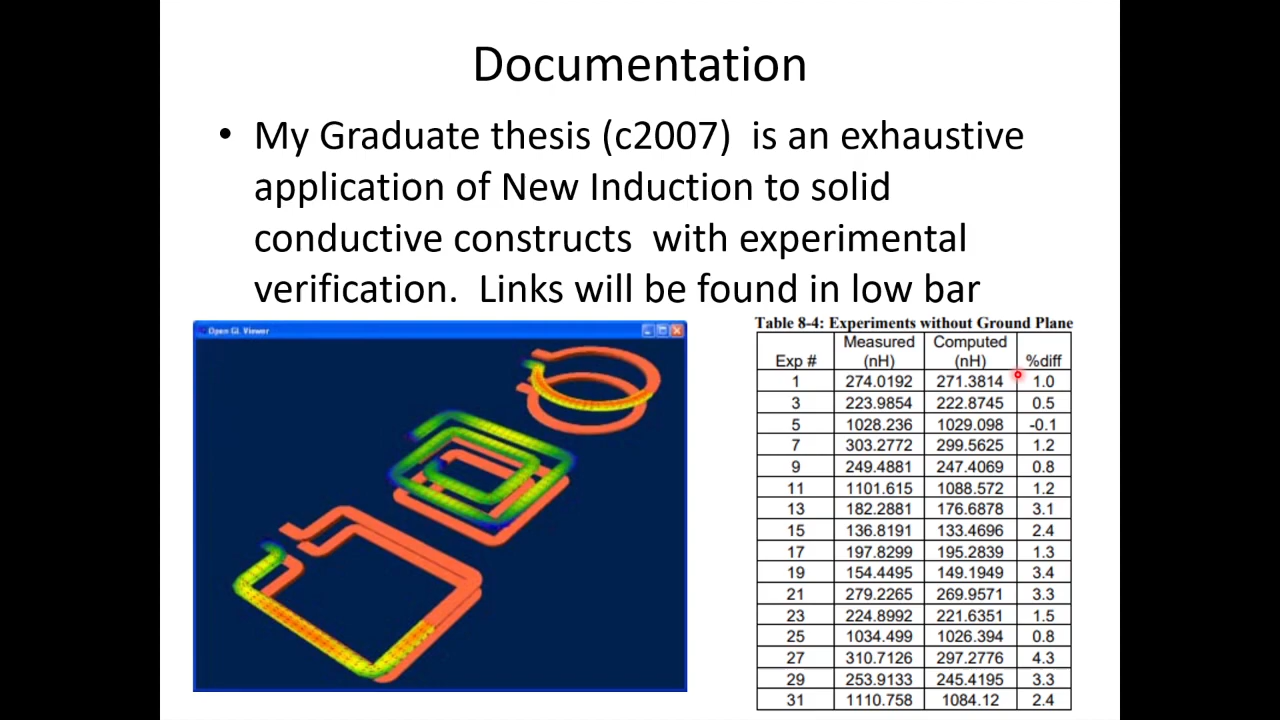 Documentation
• My Graduate thesis (c2007)  is an exhaustive
application of New Induction to solid
conductive constructs  with experimental
verification.  Links will be found in low bar
Open GL Viewer
Table 8-4: Experiments without Ground Plane
Exp # Measured (nH) Computed (nH) %diff
1 274.0192 271.3814 1.0
3 223.9854 222.8745 0.5
5 1028.236 1029.098 -0.1
7 303.2772 299.5625 1.2
9 249.4881 247.4069 0.8
11 1101.615 1088.572 1.2
13 182.2881 176.6878 3.1
15 136.8191 133.4696 2.4
17 197.8299 195.2839 1.3
19 154.4495 149.1949 3.4
21 279.2265 269.9571 3.3
23 224.8992 221.6351 1.5
25 1034.499 1026.394 0.8
27 310.7126 297.2776 4.3
29 253.9133 245.4195 3.3
31 1110.758 1084.12 2.4